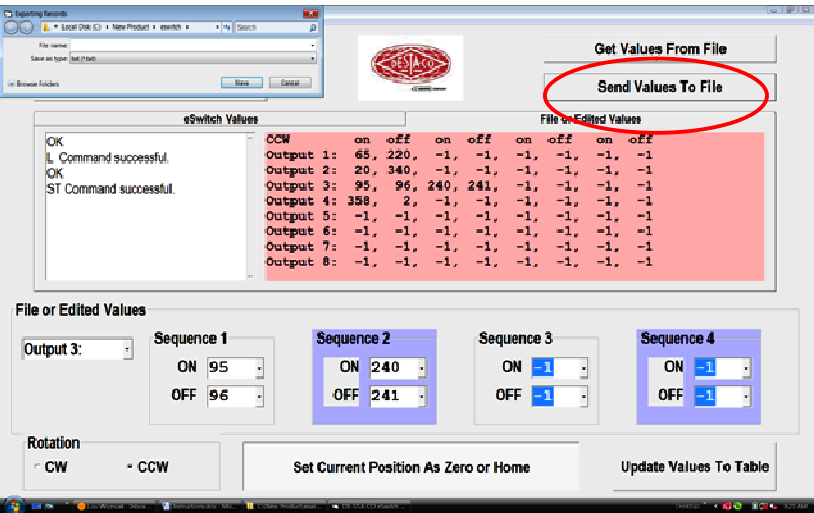 Exporting Records
Local Disk (C:) New Product eswitch
Search
File name:
Save as type: text (*.txt)
Browse Folders
Save Cancel
DE-STA-CO
Get Values From File
Send Values To File
eSwitch Values
File or Edited Values
OK
IL Command successful.
OK
ST Command successful.
CCW on off on off on off on off
Output 1: 65, 220, -1, -1, -1, -1, -1, -1
Output 2: 20, 340, -1, -1, -1, -1, -1, -1
Output 3: 95, 96, 240, 241, -1, -1, -1, -1
Output 4: 358, 2, -1, -1, -1, -1, -1, -1
Output 5: -1, -1, -1, -1, -1, -1, -1, -1
Output 6: -1, -1, -1, -1, -1, -1, -1, -1
Output 7: -1, -1, -1, -1, -1, -1, -1, -1
Output 8: -1, -1, -1, -1, -1, -1, -1, -1
File or Edited Values
Output 3:
Sequence 1
ON 95
OFF 96
Sequence 2
ON 240
OFF 241
Sequence 3
ON -1
OFF -1
Sequence 4
ON -1
OFF -1
Rotation
CW CCW
Set Current Position As Zero or Home
Update Values To Table
Desktop
9:25 AM